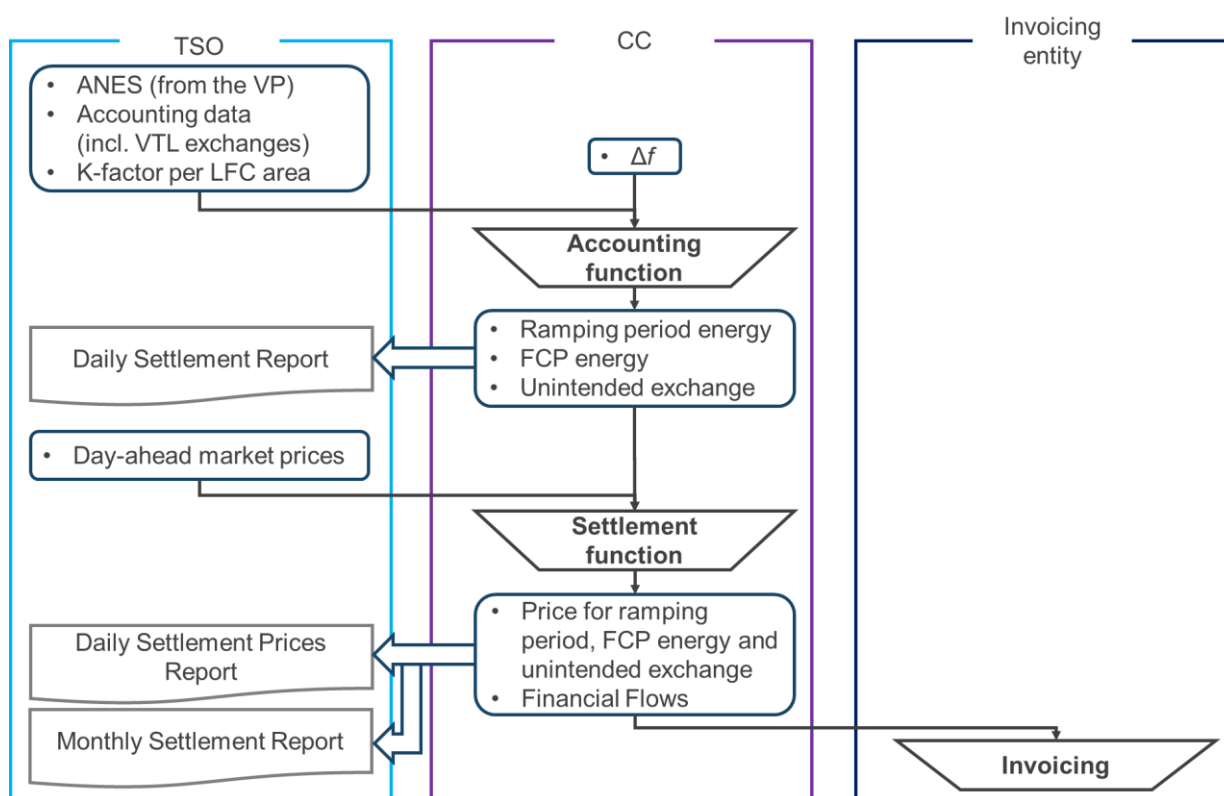 TSO
CC
Invoicing
entity
• ANES (from the VP)
• Accounting data
(incl. VTL exchanges)
• K-factor per LFC area
• Δf
Accounting
function
• Ramping period energy
• FCP energy
• Unintended exchange
Daily Settlement Report
• Day-ahead market prices
Settlement
function
• Price for ramping
period, FCP energy and
unintended exchange
• Financial Flows
Daily Settlement Prices
Report
Monthly Settlement Report
Invoicing